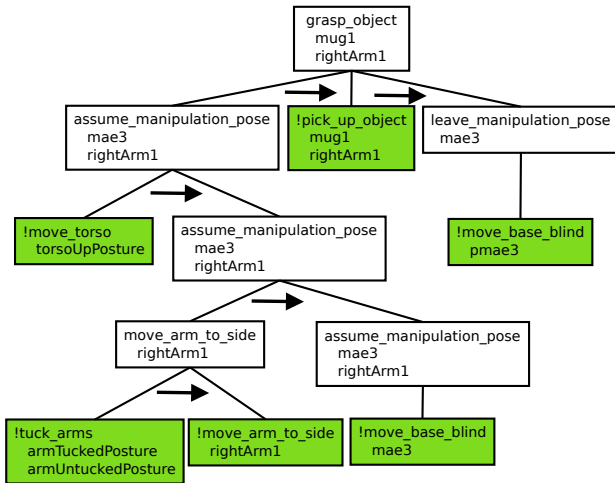 grasp_object
mug1
rightArm1
assume_manipulation_pose
mae3
rightArm1
!pick_up_object
mug1
rightArm1
leave_manipulation_pose
mae3
!move_torso
torsoUpPosture
assume_manipulation_pose
mae3
rightArm1
!move_base_blind
pmae3
move_arm_to_side
rightArm1
assume_manipulation_pose
mae3
rightArm1
!tuck_arms
armTuckedPosture
armUntuckedPosture
!move_arm_to_side
rightArm1
!move_base_blind
mae3